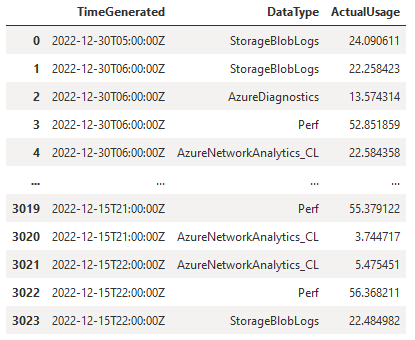 TimeGenerated DataType ActualUsage
0 2022-12-30T05:00:00Z StorageBlobLogs 24.090611
1 2022-12-30T06:00:00Z StorageBlobLogs 22.258423
2 2022-12-30T06:00:00Z AzureDiagnostics 13.574314
3 2022-12-30T06:00:00Z Perf 52.851859
4 2022-12-30T06:00:00Z AzureNetworkAnalytics_CL 22.584358
... ... ... ...
3019 2022-12-15T21:00:00Z Perf 55.379122
3020 2022-12-15T21:00:00Z AzureNetworkAnalytics_CL 3.744717
3021 2022-12-15T22:00:00Z AzureNetworkAnalytics_CL 5.475451
3022 2022-12-15T22:00:00Z Perf 56.368211
3023 2022-12-15T22:00:00Z StorageBlobLogs 22.484982